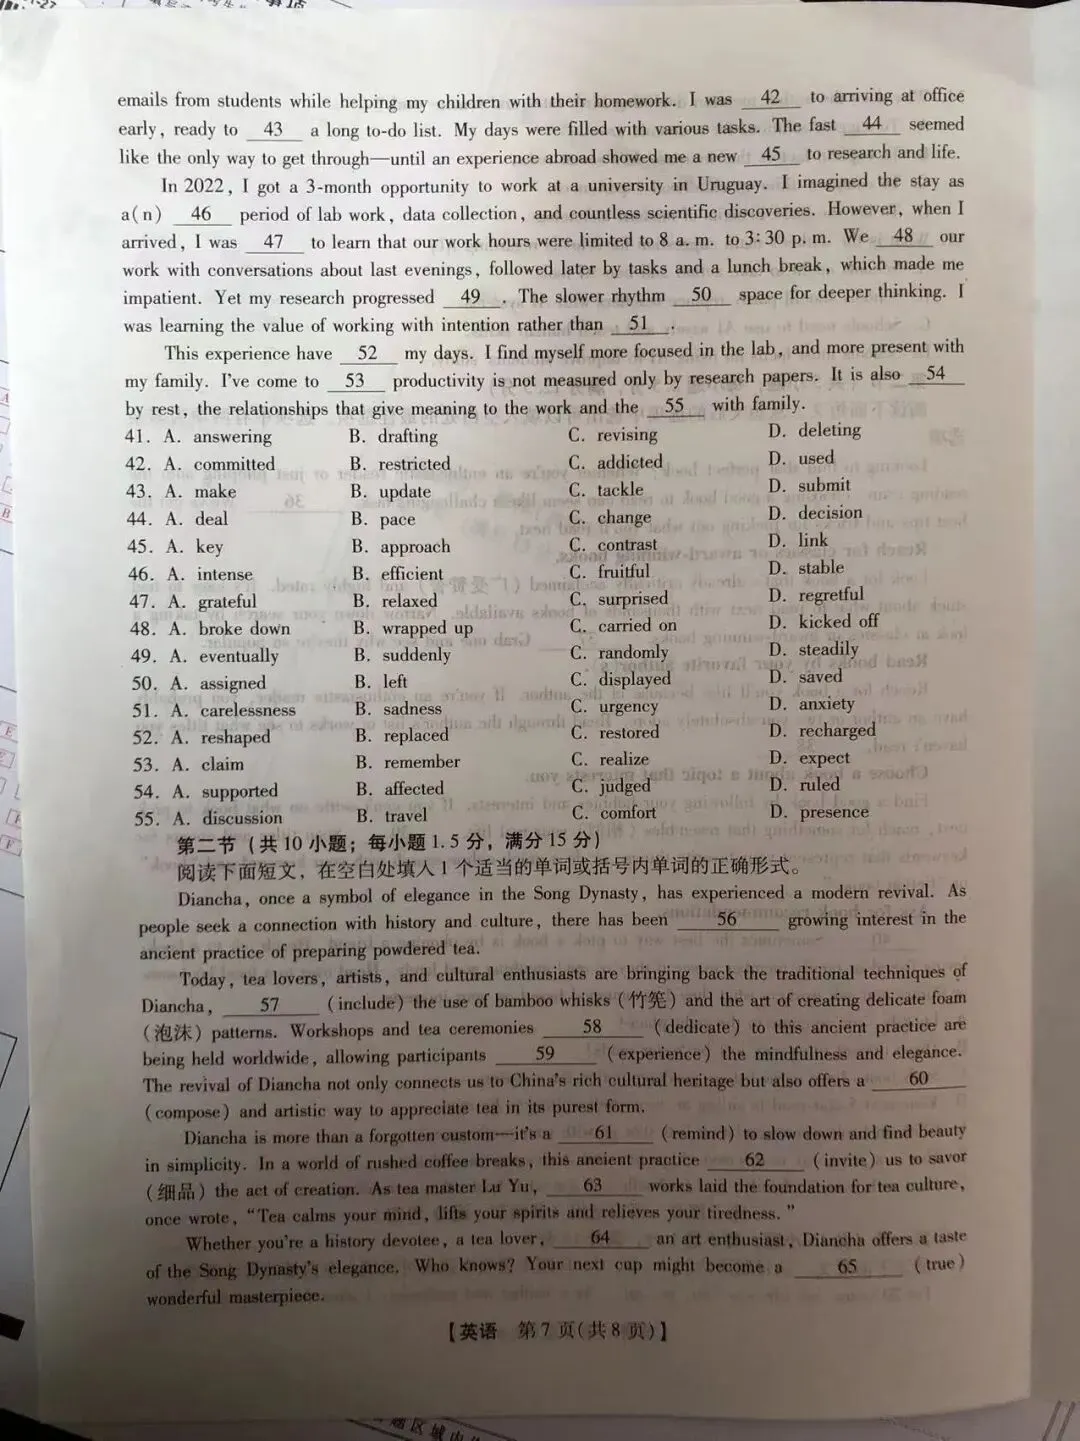 emails from students while helping my children with their homework. I was 42 to arriving at office
early, ready to 43 a long to-do list. My days were filled with various tasks. The fast 44 seemed
like the only way to get through—until an experience abroad showed me a new 45 to research and life.
In 2022, I got a 3-month opportunity to work at a university in Uruguay. I imagined the stay as
a(n) 46 period of lab work, data collection, and countless scientific discoveries. However, when I
arrived, I was 47 to learn that our work hours were limited to 8 a.m. to 3:30 p.m. We 48 our
work with conversations about last evenings, followed later by tasks and a lunch break, which made me
impatient. Yet my research progressed 49 . The slower rhythm 50 space for deeper thinking. I
was learning the value of working with intention rather than 51 .
This experience have 52 my days. I find myself more focused in the lab, and more present with
my family. I've come to 53 productivity is not measured only by research papers. It is also 54
by rest, the relationships that give meaning to the work and the 55 with family.
41. A. answering B. drafting C. revising D. deleting
42. A. committed B. restricted C. addicted D. used
43. A. make B. update C. tackle D. submit
44. A. deal B. pace C. change D. decision
45. A. key B. approach C. contrast D. link
46. A. intense B. efficient C. fruitful D. stable
47. A. grateful B. relaxed C. surprised D. regretful
48. A. broke down B. wrapped up C. carried on D. kicked off
49. A. eventually B. suddenly C. randomly D. steadily
50. A. assigned B. left C. displayed D. saved
51. A. carelessness B. sadness C. urgency D. anxiety
52. A. reshaped B. replaced C. restored D. recharged
53. A. claim B. remember C. realize D. expect
54. A. supported B. affected C. judged D. ruled
55. A. discussion B. travel C. comfort D. presence
第二节（共 10 小题；每小题 1.5 分，满分 15 分）
阅读下面短文，在空白处填入 1 个适当的单词或括号内单词的正确形式。
Diancha, once a symbol of elegance in the Song Dynasty, has experienced a modern revival. As
people seek a connection with history and culture, there has been 56 growing interest in the
ancient practice of preparing powdered tea.
Today, tea lovers, artists, and cultural enthusiasts are bringing back the traditional techniques of
Diancha, 57 (include) the use of bamboo whisks (竹筅) and the art of creating delicate foam
(泡沫) patterns. Workshops and tea ceremonies 58 (dedicate) to this ancient practice are
being held worldwide, allowing participants 59 (experience) the mindfulness and elegance.
The revival of Diancha not only connects us to China's rich cultural heritage but also offers a 60
(compose) and artistic way to appreciate tea in its purest form.
Diancha is more than a forgotten custom—it's a 61 (remind) to slow down and find beauty
in simplicity. In a world of rushed coffee breaks, this ancient practice 62 (invite) us to savor
(细品) the act of creation. As tea master Lu Yu, 63 works laid the foundation for tea culture,
once wrote, "Tea calms your mind, lifts your spirits and relieves your tiredness."
Whether you're a history devotee, a tea lover, 64 an art enthusiast, Diancha offers a taste
of the Song Dynasty's elegance. Who knows? Your next cup might become a 65 (true)
wonderful masterpiece.
【英语 第 7 页(共 8 页)】